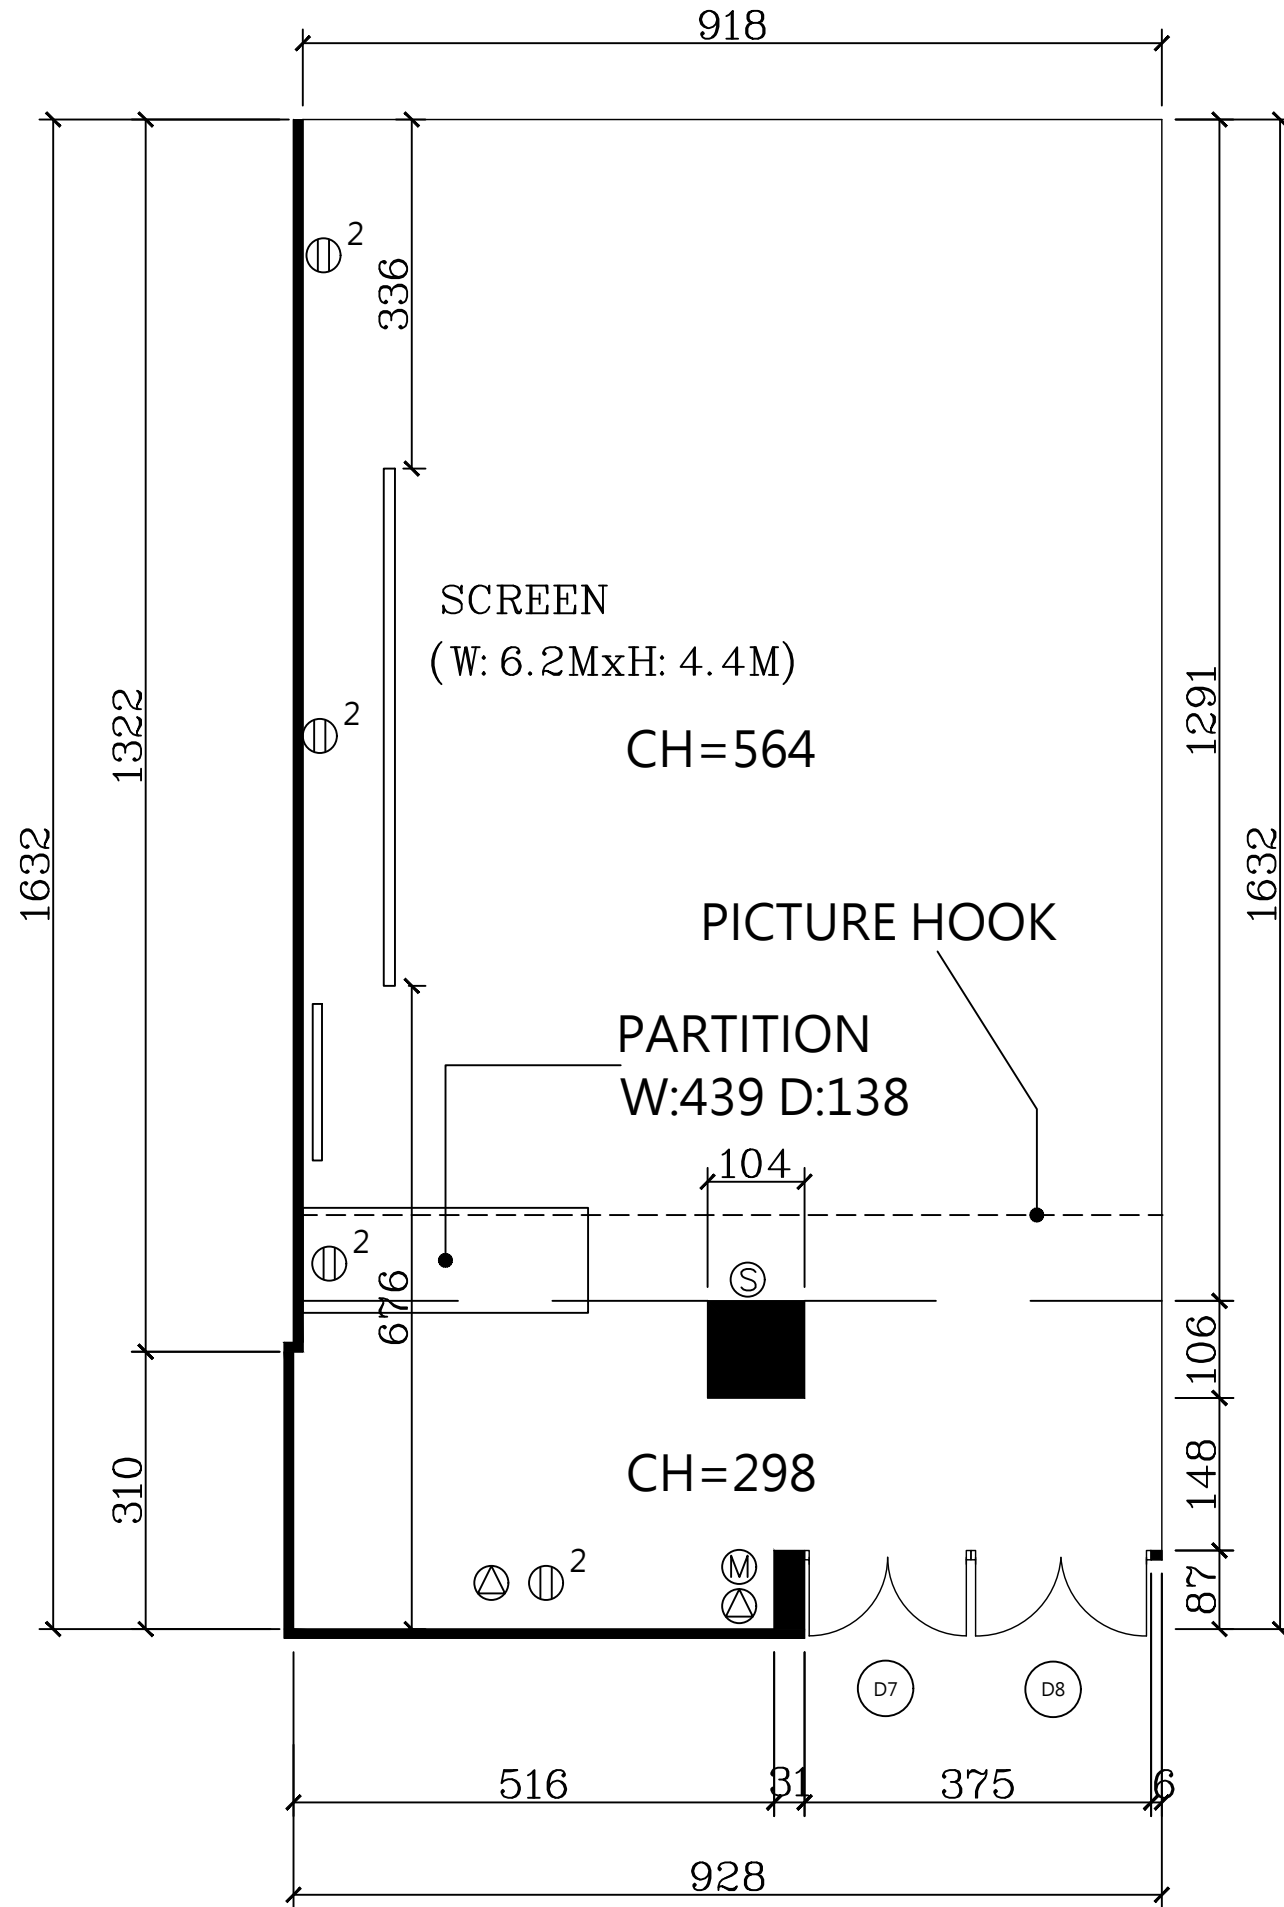 918
2
336
SCREEN
(W: 6.2MxH: 4.4M)
2
CH=564
1322
1291
1632
1632
PICTURE HOOK
PARTITION
W:439 D:138
104
2
S
676
106
CH=298
310
148
2
M
87
D7
D8
516
31
375
6
928